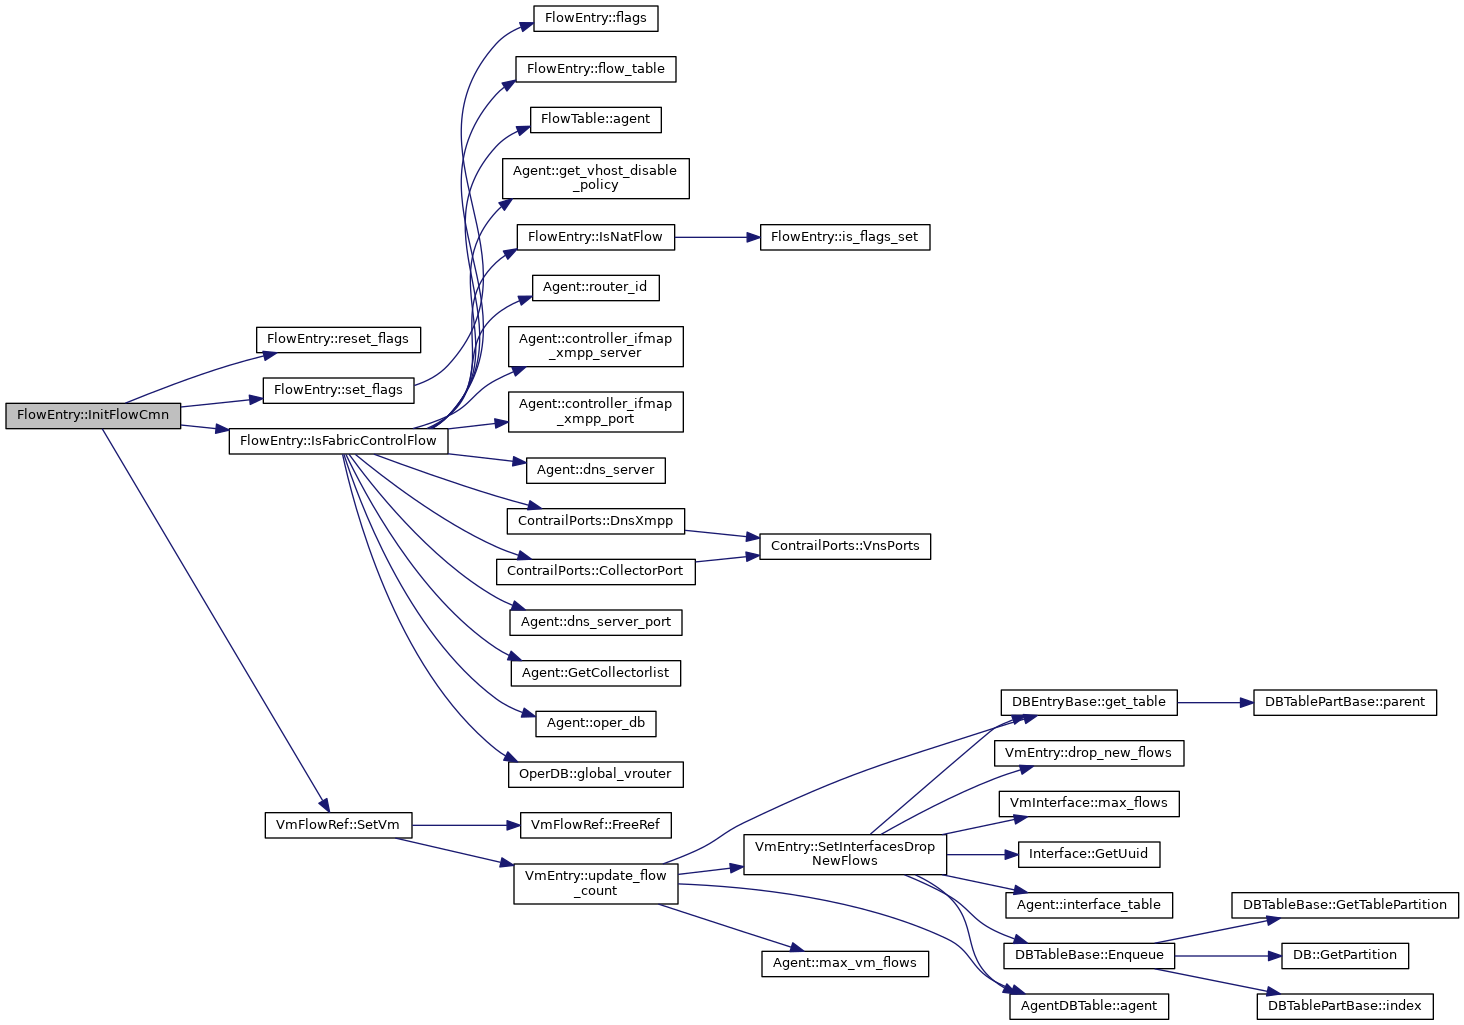 FlowEntry::flags
FlowEntry::flow_table
FlowTable::agent
Agent::get_vhost_disable
_policy
FlowEntry::IsNatFlow
FlowEntry::is_flags_set
Agent::router_id
FlowEntry::reset_flags
Agent::controller_ifmap
_xmpp_server
FlowEntry::set_flags
FlowEntry::InitFlowCmn
Agent::controller_ifmap
_xmpp_port
FlowEntry::IsFabricControlFlow
Agent::dns_server
ContrailPorts::DnsXmpp
ContrailPorts::VnsPorts
ContrailPorts::CollectorPort
Agent::dns_server_port
Agent::GetCollectorlist
DBEntryBase::get_table
DBTablePartBase::parent
Agent::oper_db
VmEntry::drop_new_flows
OperDB::global_vrouter
VmInterface::max_flows
VmFlowRef::SetVm
VmFlowRef::FreeRef
VmEntry::SetInterfacesDrop
NewFlows
Interface::GetUuid
VmEntry::update_flow
_count
Agent::interface_table
DBTableBase::GetTablePartition
DBTableBase::Enqueue
DB::GetPartition
Agent::max_vm_flows
AgentDBTable::agent
DBTablePartBase::index